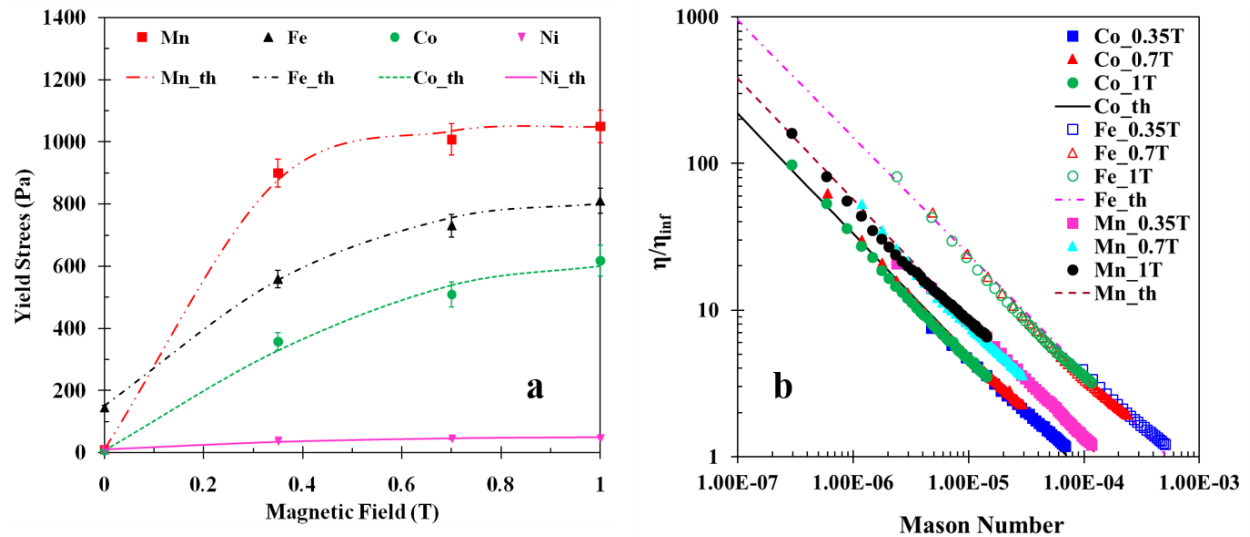 1400
1200
1000
800
600
400
200
0
Yield Strees (Pa)
Mn Fe Co Ni
Mn_th Fe_th Co_th Ni_th
a
0 0.2 0.4 0.6 0.8 1
Magnetic Field (T)
1000
100
10
1
η/ηinf
Co_0.35T
Co_0.7T
Co_1T
Co_th
Fe_0.35T
Fe_0.7T
Fe_1T
Fe_th
Mn_0.35T
Mn_0.7T
Mn_1T
Mn_th
b
1.00E-07 1.00E-06 1.00E-05 1.00E-04 1.00E-03
Mason Number